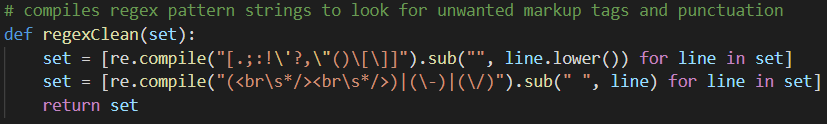 # compiles regex pattern strings to look for unwanted markup tags and punctuation
def regexClean(set):
    set = [re.compile("[.;:!\'?,\"()\[\]]").sub("", line.lower()) for line in set]
    set = [re.compile("(<br\s*/><br\s*/>)|(\-)|(\/)").sub(" ", line) for line in set]
    return set